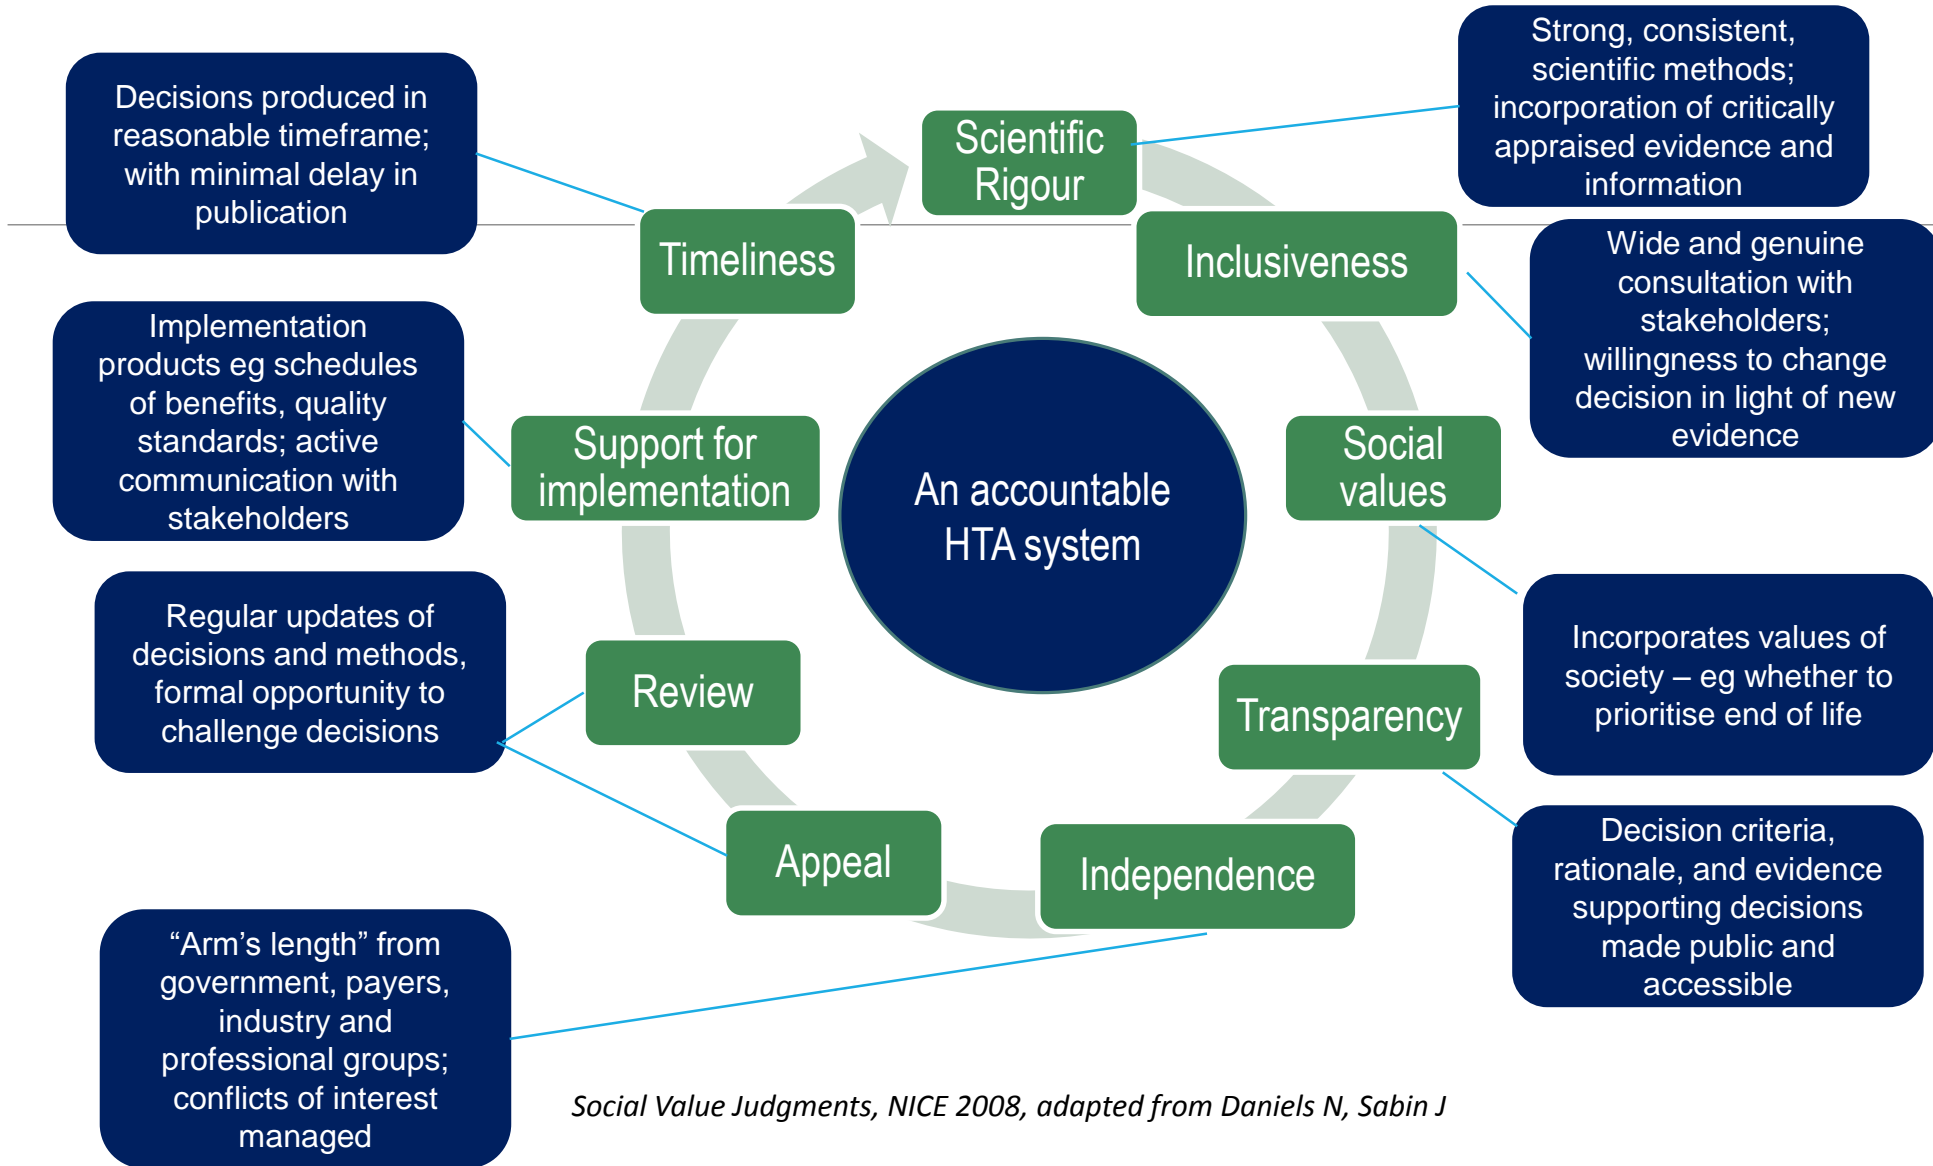 Strong, consistent,
scientific methods;
incorporation of critically
appraised evidence and
information
Decisions produced in
reasonable timeframe;
with minimal delay in
publication
Scientific
Rigour
Timeliness
Inclusiveness
Wide and genuine
consultation with
stakeholders;
willingness to change
decision in light of new
evidence
Implementation
products eg schedules
of benefits, quality
standards; active
communication with
stakeholders
Support for
implementation
An accountable
HTA system
Social
values
Regular updates of
decisions and methods,
formal opportunity to
challenge decisions
Review
Transparency
Incorporates values of
society – eg whether to
prioritise end of life
Appeal
Independence
Decision criteria,
rationale, and evidence
supporting decisions
made public and
accessible
“Arm’s length” from
government, payers,
industry and
professional groups;
conflicts of interest
managed
Social Value Judgments, NICE 2008, adapted from Daniels N, Sabin J